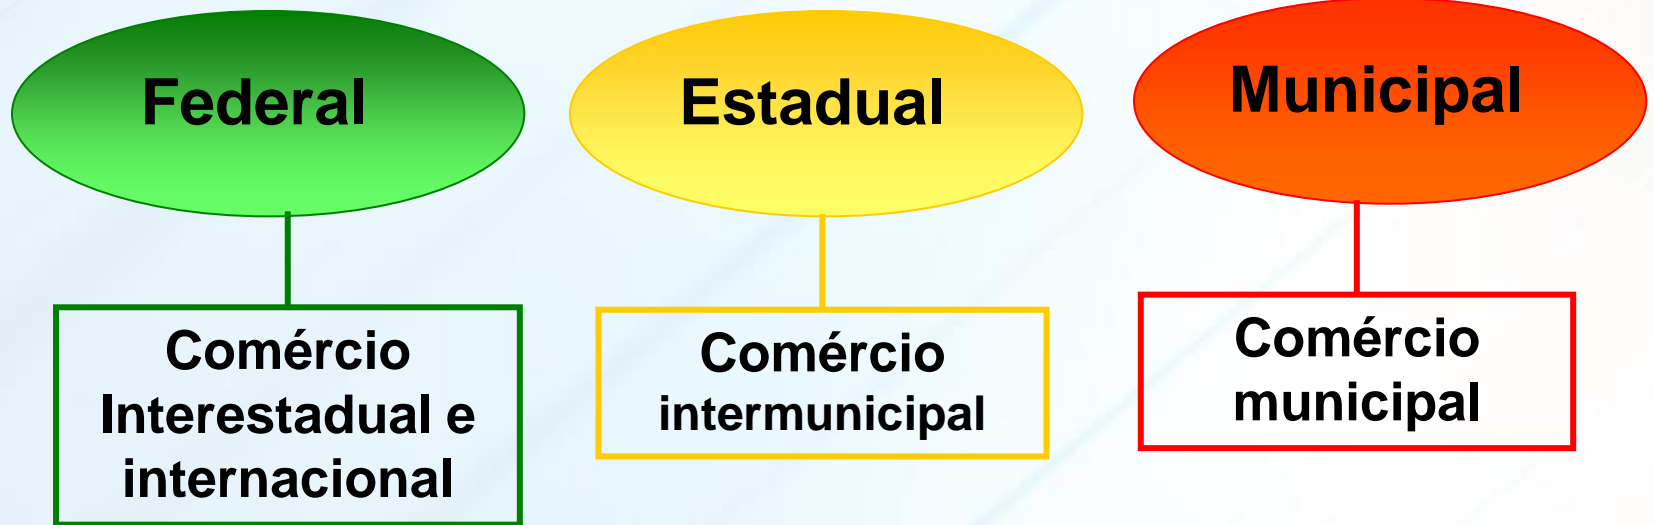 Federal
Comércio
Interestadual e
internacional
Estadual
Comércio
intermunicipal
Municipal
Comércio
municipal